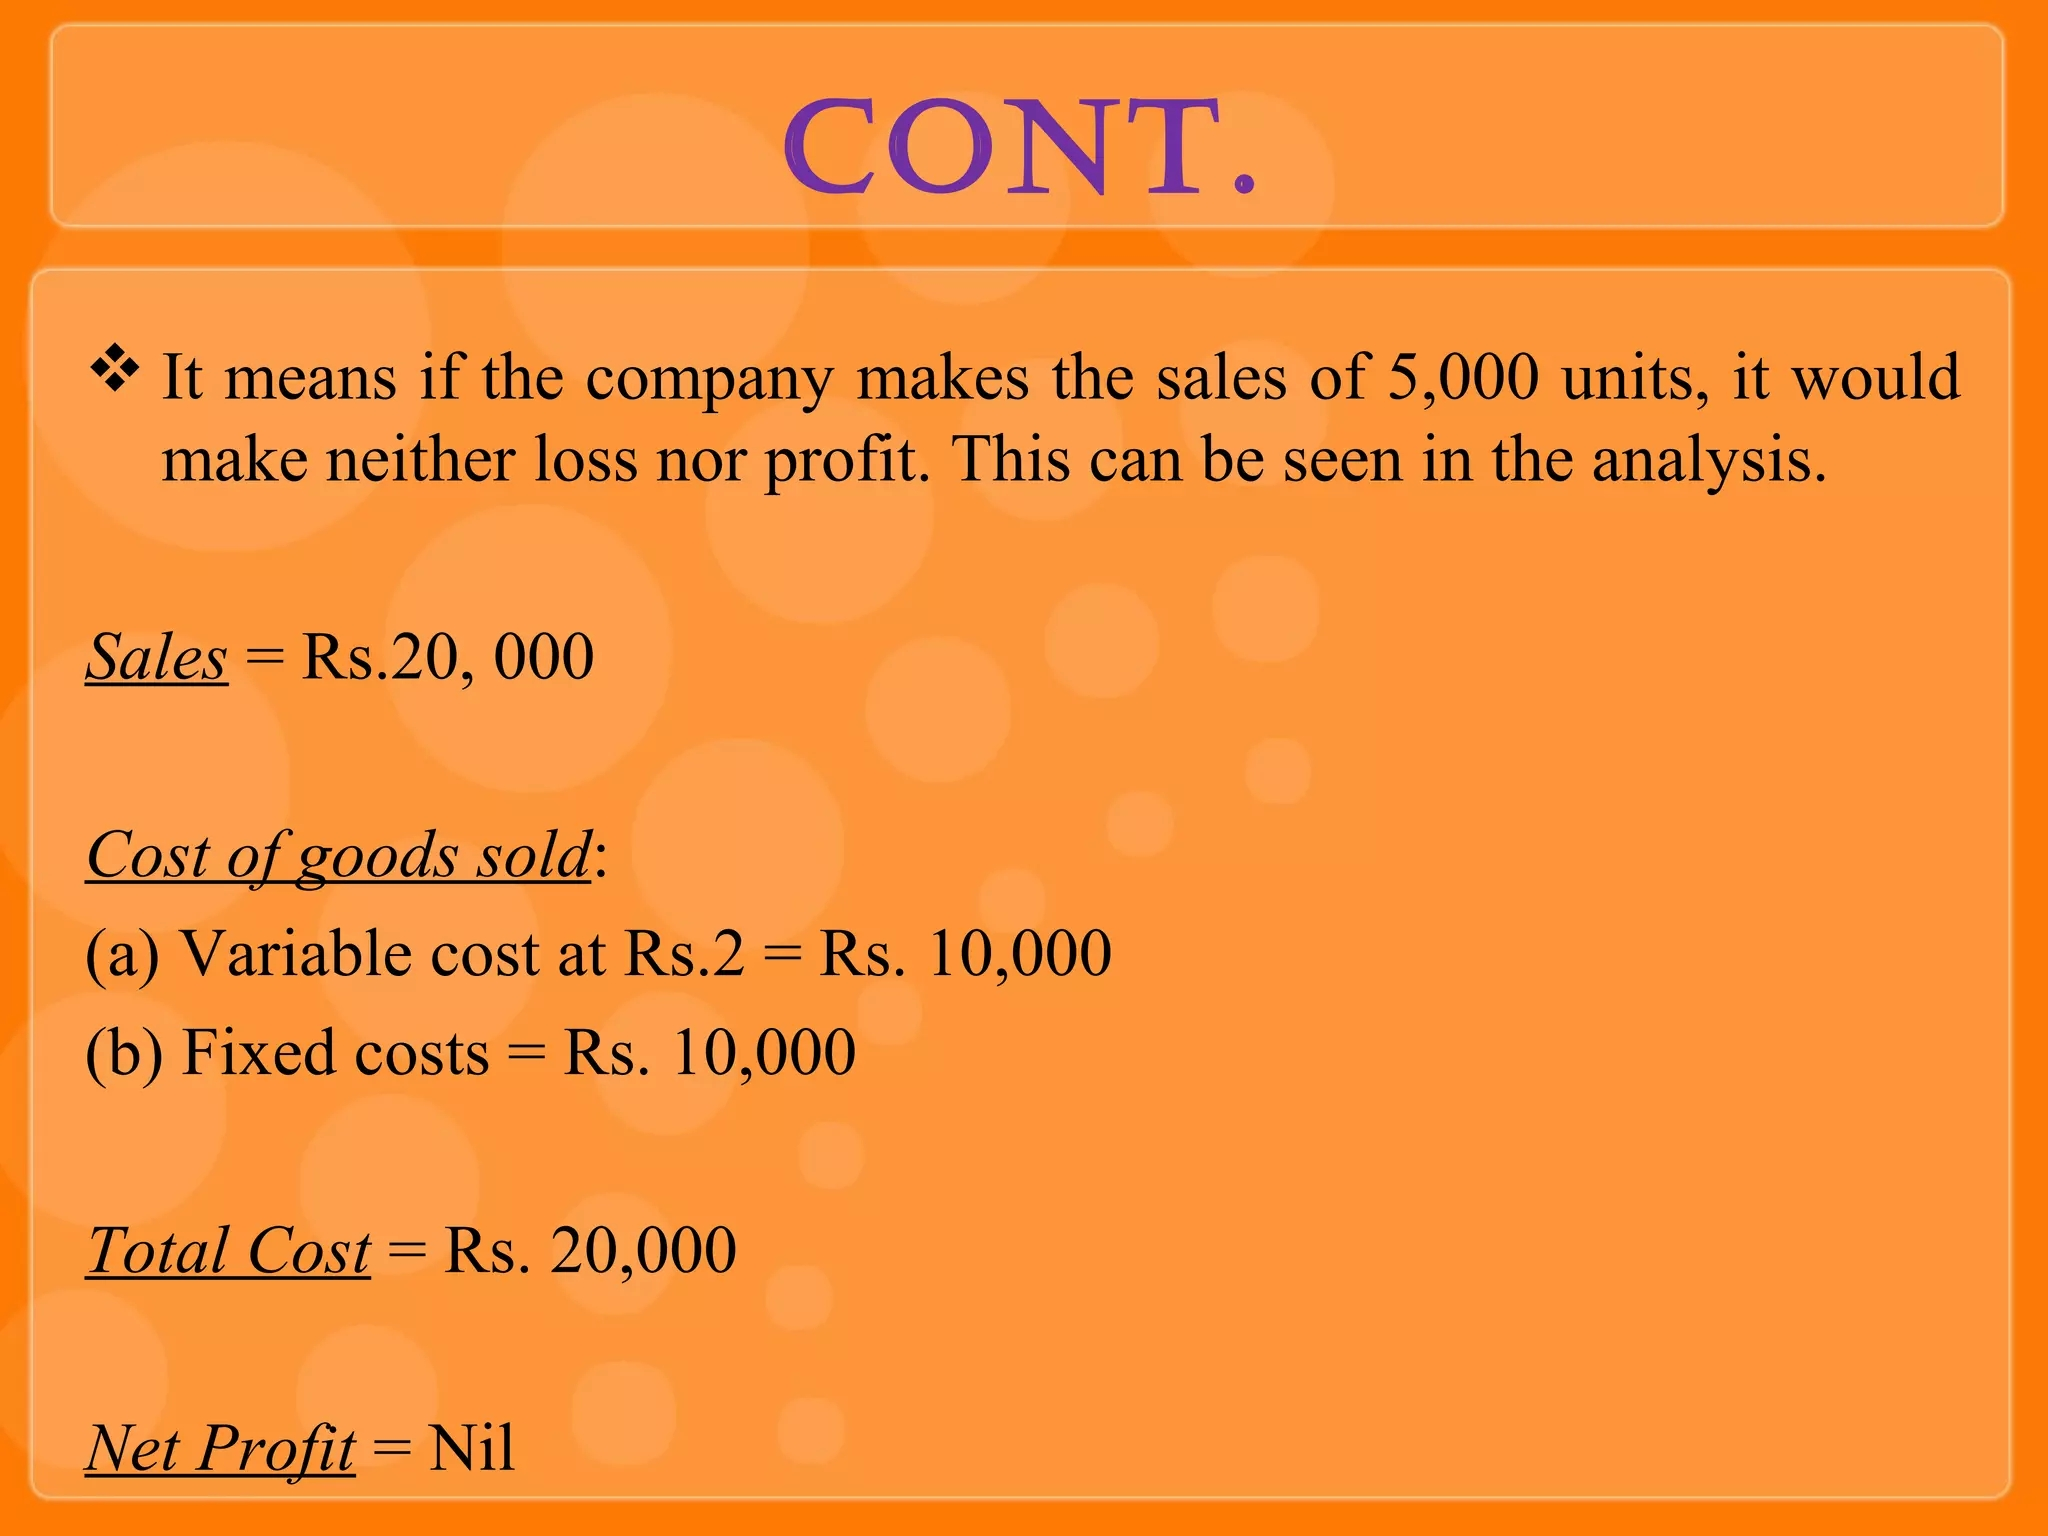 CONT.
❖ It means if the company makes the sales of 5,000 units, it would
make neither loss nor profit. This can be seen in the analysis.
Sales = Rs.20, 000
Cost of goods sold:
(a) Variable cost at Rs.2 = Rs. 10,000
(b) Fixed costs = Rs. 10,000
Total Cost = Rs. 20,000
Net Profit = Nil